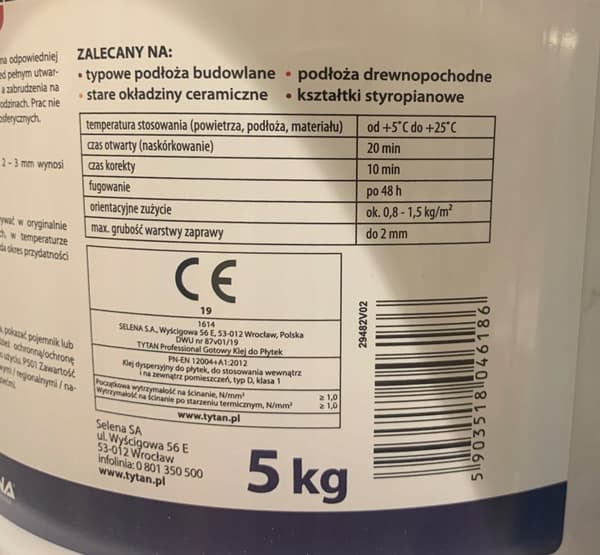 na odpowiedniej
ed pełnym utwar-
a zabrudzenia na
odzinach. Prac nie
osferycznych.
2 – 3 mm wynosi
ywać w oryginalnie
ch, w temperaturze
da okres przydatności
, pokazać pojemnik lub
ież ochronną/ochronę
użyciu. P501 Zawartość
wymi / regionalnymi / na-
ZALECANY NA:
• typowe podłoża budowlane • podłoża drewnopochodne
• stare okładziny ceramiczne • kształtki styropianowe
temperatura stosowania (powietrza, podłoża, materiału) od +5°C do +25°C
czas otwarty (naskórkowanie) 20 min
czas korekty 10 min
fugowanie po 48 h
orientacyjne zużycie ok. 0,8 - 1,5 kg/m²
max. grubość warstwy zaprawy do 2 mm
CE
19
1614
SELENA S.A., Wyścigowa 56 E, 53-012 Wrocław, Polska
DWU nr 87v01/19
TYTAN Professional Gotowy Klej do Płytek
PN-EN 12004+A1:2012
Klej dyspersyjny do płytek, do stosowania wewnątrz
i na zewnątrz pomieszczeń, typ D, klasa 1
Początkowa wytrzymałość na ścinanie, N/mm² ≥ 1,0
Wytrzymałość na ścinanie po starzeniu termicznym, N/mm² ≥ 1,0
www.tytan.pl
Selena SA
ul. Wyścigowa 56 E
53-012 Wrocław
infolinia: 0 801 350 500
www.tytan.pl
5 kg
29482V02
5 903518 046186
NA